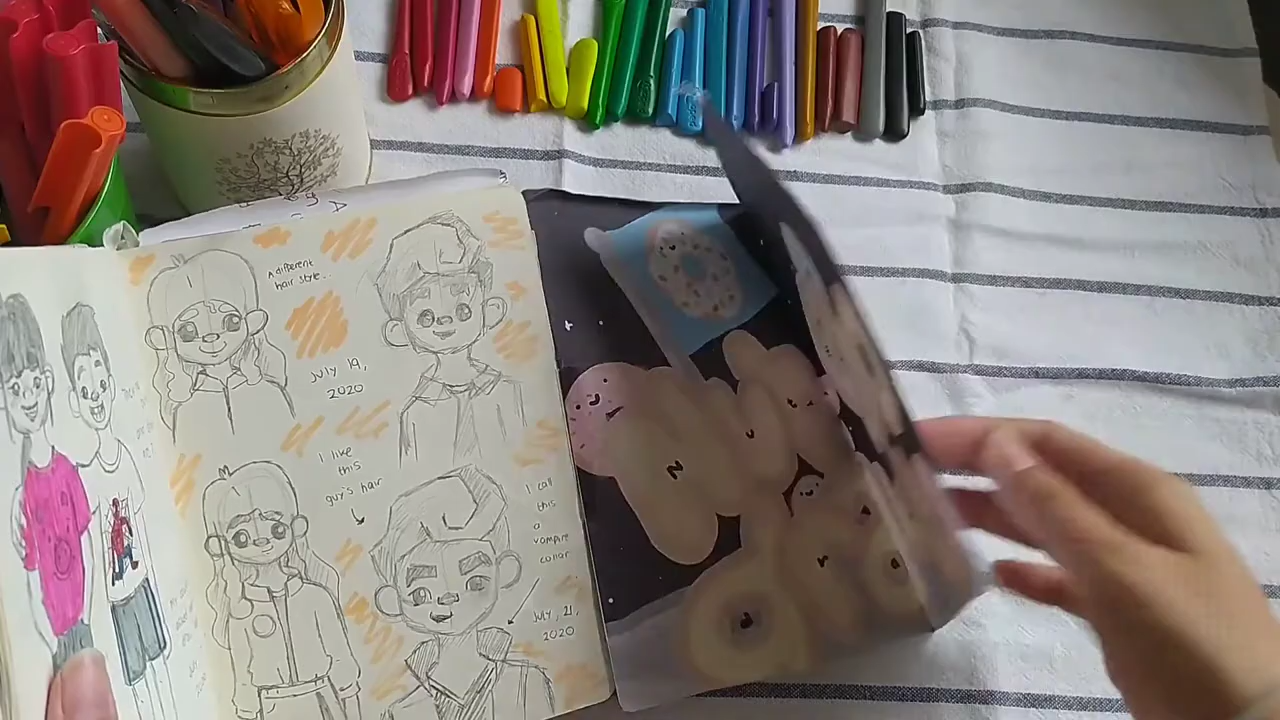 A different
hair style...
July 19,
2020
I like
this
guy's hair
I call
this
a
vampire
collar
July, 21,
2020